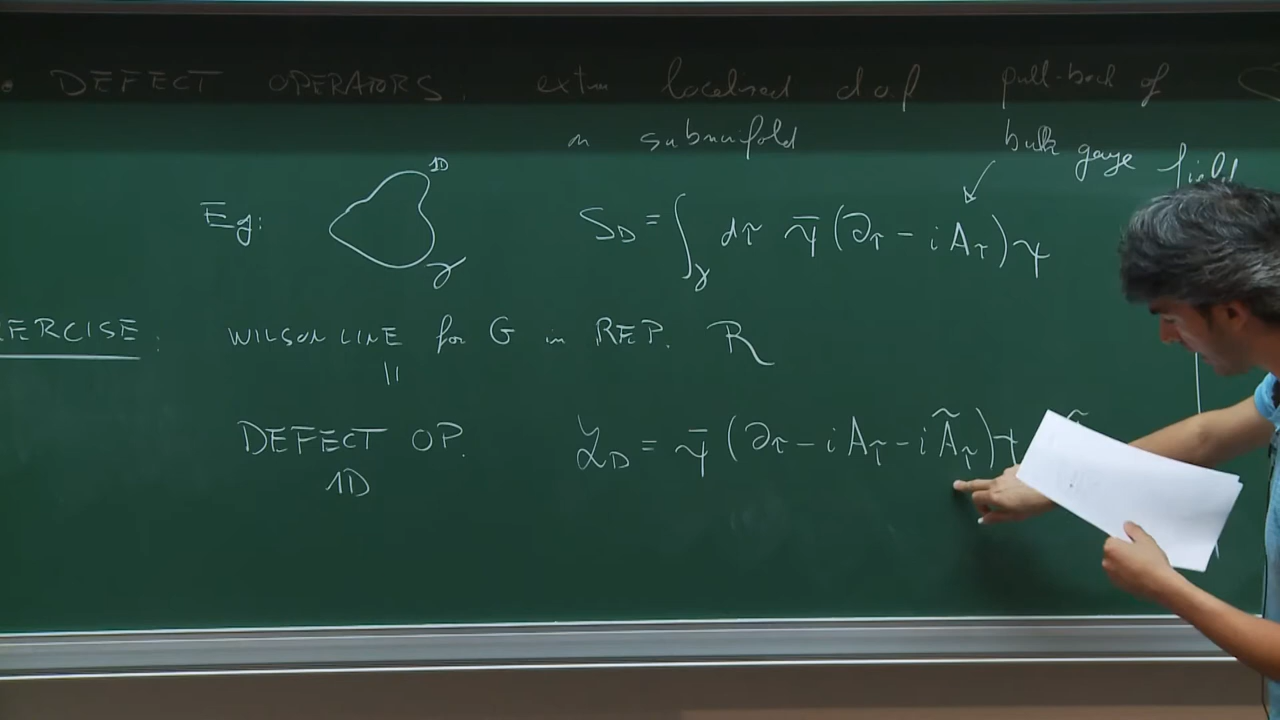 • DEFECT OPERATORS. extra localised d.o.f pull-back of
on submanifold bulk gauge field
Eg: 1D γ S_D = ∫_γ dτ ψ̄ (∂_τ - i A_τ) ψ
ERCISE: WILSON LINE for G in REP. R
||
DEFECT OP. ℒ_D = ψ̄ (∂_τ - i A_τ - i Ã_τ) ψ
1D